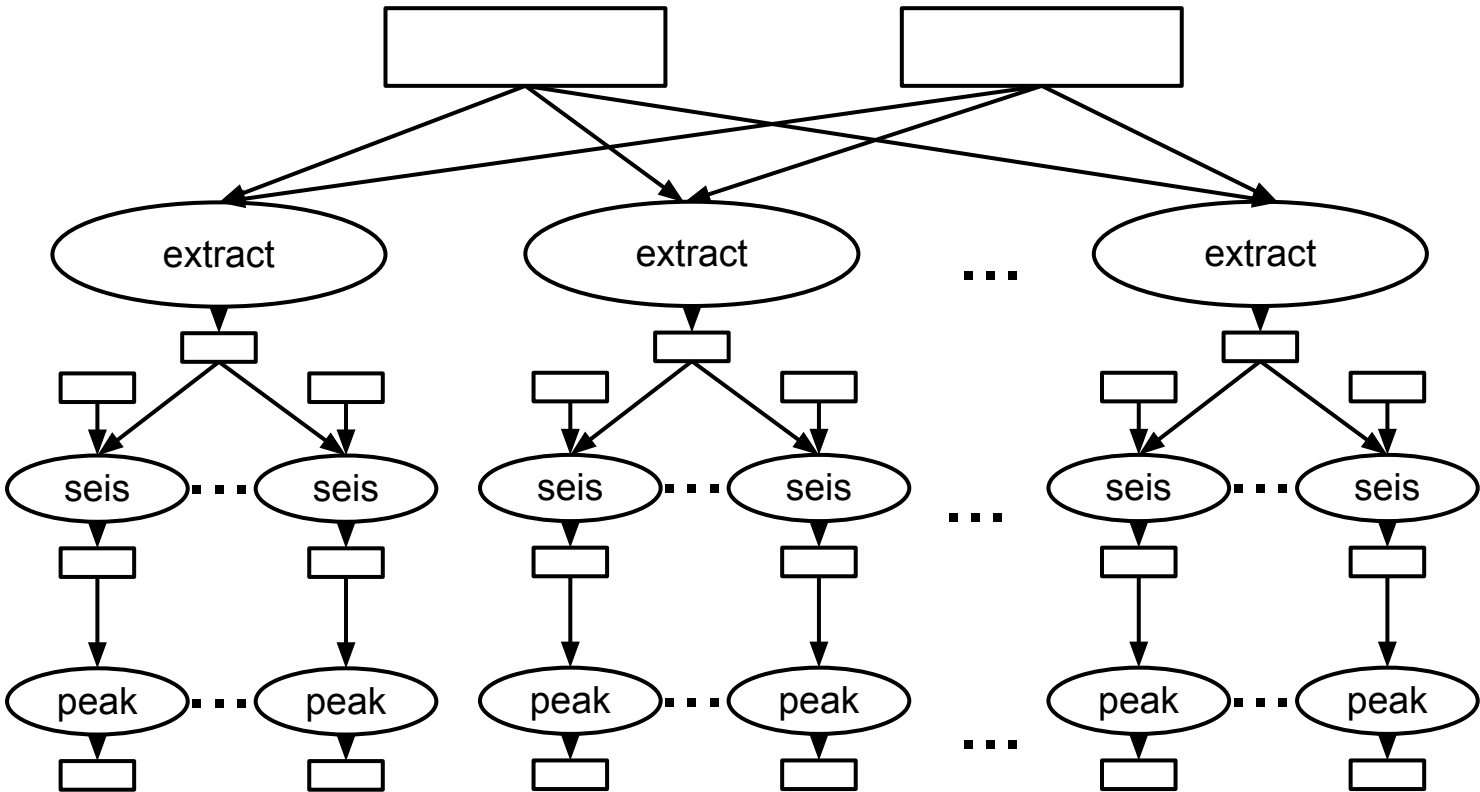 extract extract ... extract
seis ... seis seis ... seis ... seis ... seis
peak ... peak peak ... peak ... peak ... peak